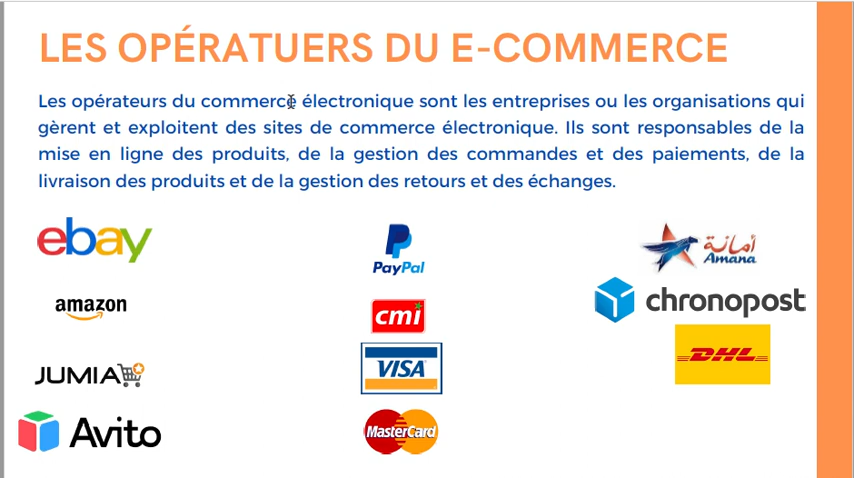 LES OPÉRATUERS DU E-COMMERCE
Les opérateurs du commerce électronique sont les entreprises ou les organisations qui
gèrent et exploitent des sites de commerce électronique. Ils sont responsables de la
mise en ligne des produits, de la gestion des commandes et des paiements, de la
livraison des produits et de la gestion des retours et des échanges.
ebay
amazon
JUMIA
Avito
PayPal
cmi
VISA
MasterCard
أمانة
Amana
chronopost
DHL